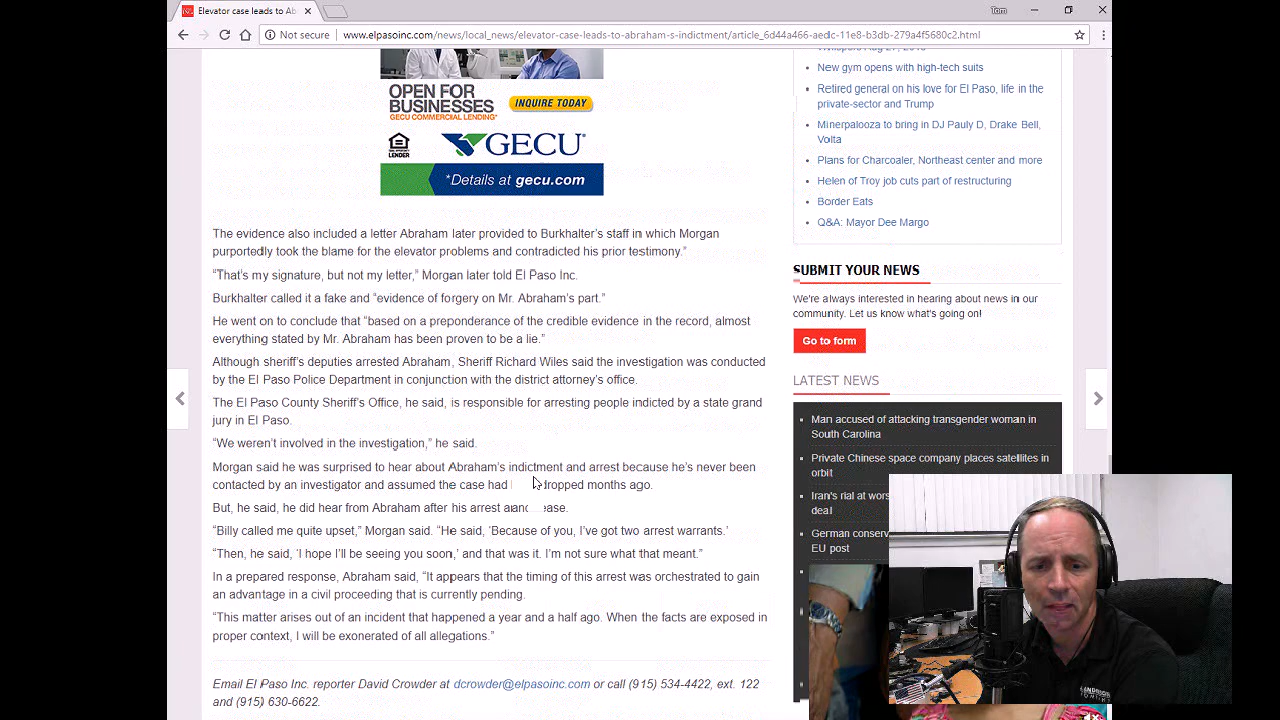 Elevator case leads to Ab
Tom
Not secure
www.elpasoinc.com/news/local_news/elevator-case-leads-to-abraham-s-indictment/article_6d44a466-aedc-11e8-b3db-279a4f5680c2.html
OPEN FOR
BUSINESSES
GECU COMMERCIAL LENDING*
INQUIRE TODAY
EQUAL OPPORTUNITY
LENDER
GECU
*Details at gecu.com
The evidence also included a letter Abraham later provided to Burkhalter's staff in which Morgan
purportedly took the blame for the elevator problems and contradicted his prior testimony."
"That's my signature, but not my letter," Morgan later told El Paso Inc.
Burkhalter called it a fake and "evidence of forgery on Mr. Abraham's part."
He went on to conclude that "based on a preponderance of the credible evidence in the record, almost
everything stated by Mr. Abraham has been proven to be a lie."
Although sheriff's deputies arrested Abraham, Sheriff Richard Wiles said the investigation was conducted
by the El Paso Police Department in conjunction with the district attorney's office.
The El Paso County Sheriff's Office, he said, is responsible for arresting people indicted by a state grand
jury in El Paso.
"We weren't involved in the investigation," he said.
Morgan said he was surprised to hear about Abraham's indictment and arrest because he's never been
contacted by an investigator and assumed the case had dropped months ago.
But, he said, he did hear from Abraham after his arrest
"Billy called me quite upset," Morgan said. "He said, 'Because of you, I've got two arrest warrants.'
"Then, he said, 'I hope I'll be seeing you soon,' and that was it. I'm not sure what that meant."
In a prepared response, Abraham said, "It appears that the timing of this arrest was orchestrated to gain
an advantage in a civil proceeding that is currently pending.
"This matter arises out of an incident that happened a year and a half ago. When the facts are exposed in
proper context, I will be exonerated of all allegations."
Email El Paso Inc. reporter David Crowder at dcrowder@elpasoinc.com or call (915) 534-4422, ext. 122
and (915) 630-6622.
New gym opens with high-tech suits
Retired general on his love for El Paso, life in the
private-sector and Trump
Minerpalooza to bring in DJ Pauly D, Drake Bell,
Volta
Plans for Charcoaler, Northeast center and more
Helen of Troy job cuts part of restructuring
Border Eats
Q&A: Mayor Dee Margo
SUBMIT YOUR NEWS
We're always interested in hearing about news in our
community. Let us know what's going on!
Go to form
LATEST NEWS
Man accused of attacking transgender woman in
South Carolina
Private Chinese space company places satellites in
orbit
Iran's rial at wors
deal
German conserv
EU post